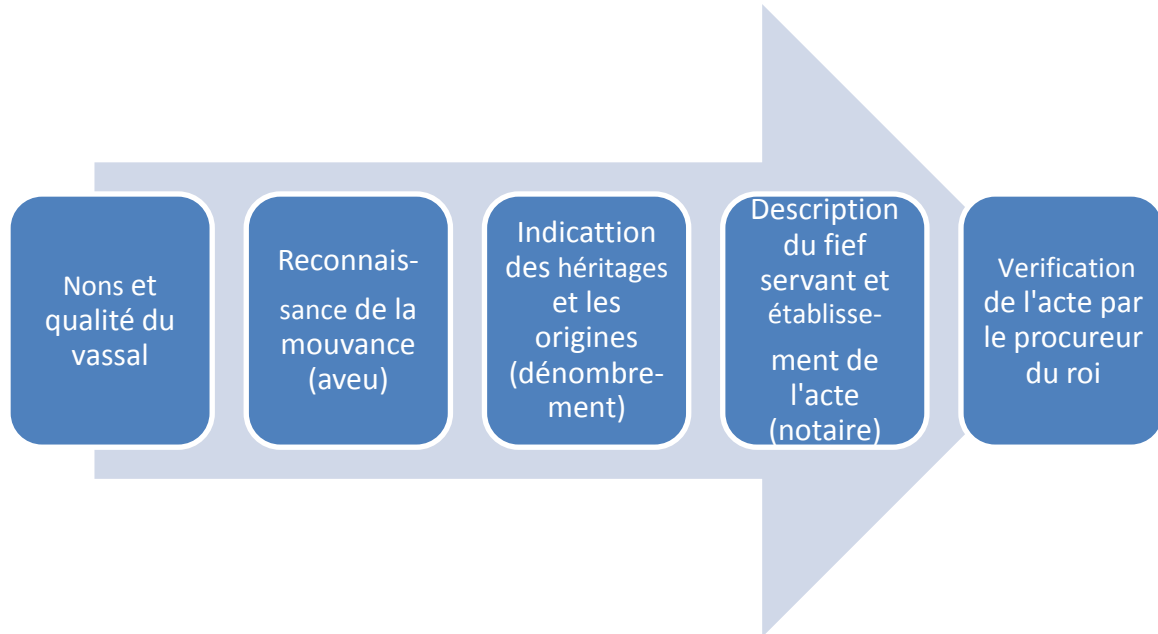 Nons et
qualité du
vassal
Reconnais-
sance de la
mouvance
(aveu)
Indicattion
des héritages
et les
origines
(dénombre-
ment)
Description
du fief
servant et
établisse-
ment de
l'acte
(notaire)
Verification
de l'acte par
le procureur
du roi